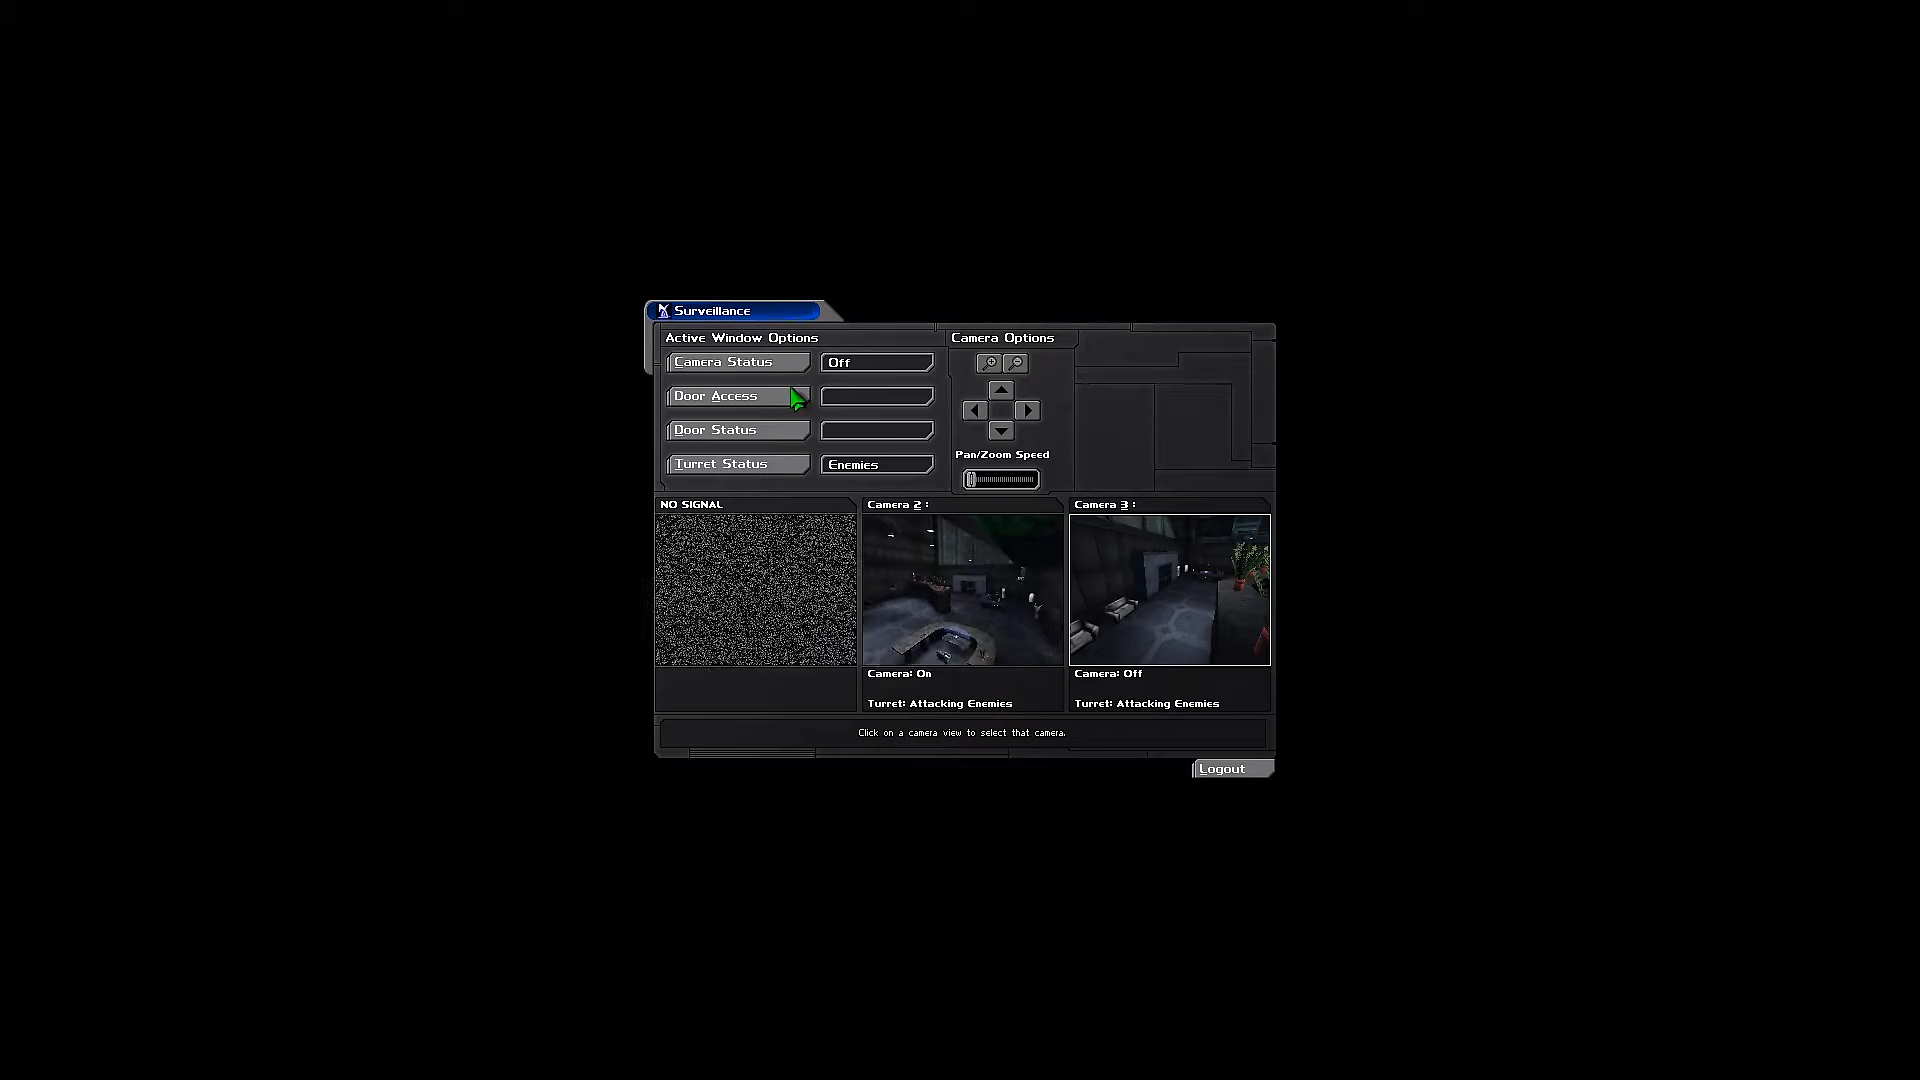 Surveillance
Active Window Options
Camera Options
Camera Status
Off
Door Access
Door Status
Turret Status
Enemies
Pan/Zoom Speed
NO SIGNAL
Camera 2 :
Camera 3 :
Camera: On
Turret: Attacking Enemies
Camera: Off
Turret: Attacking Enemies
Click on a camera view to select that camera.
Logout